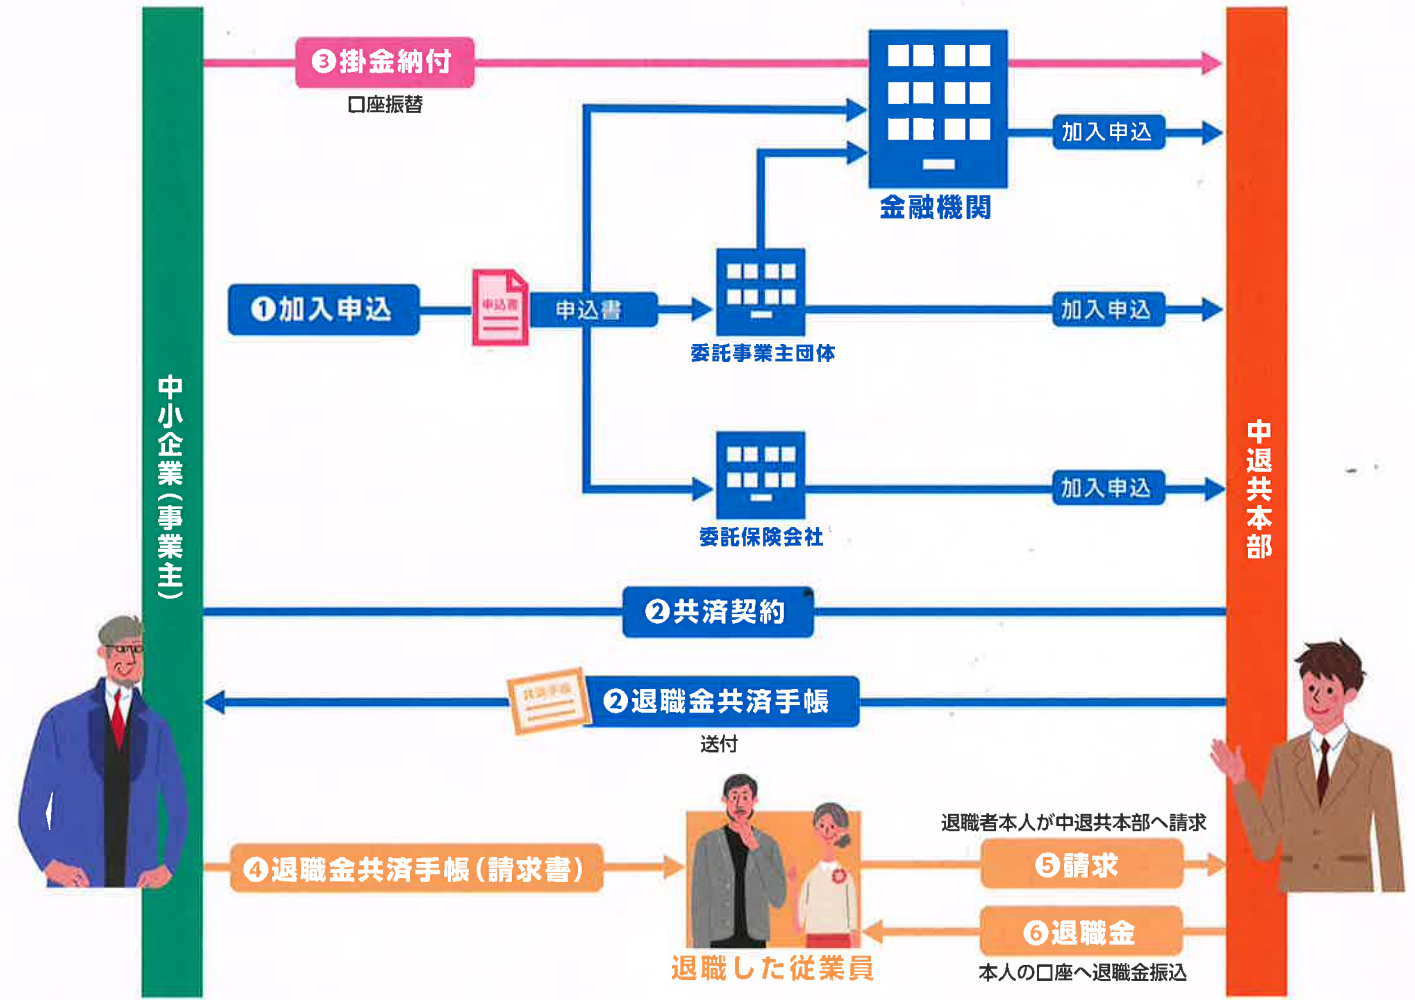 ❸掛金納付
口座振替
加入申込
金融機関
❶加入申込
申込書
申込書
加入申込
委託事業主団体
中小企業(事業主)
中退共本部
加入申込
委託保険会社
❷共済契約
共済手帳
❷退職金共済手帳
送付
退職者本人が中退共本部へ請求
❹退職金共済手帳(請求書)
❺請求
❻退職金
退職した従業員
本人の口座へ退職金振込